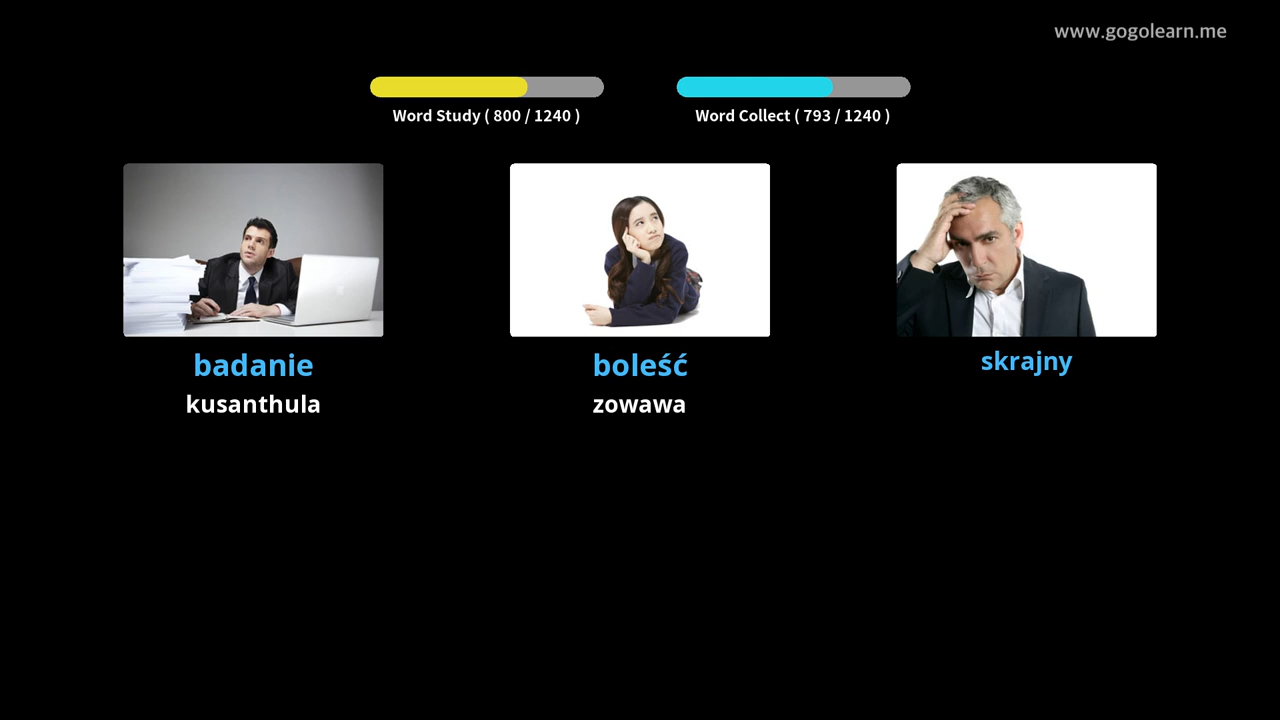 www.gogolearn.me
Word Study ( 800 / 1240 )
Word Collect ( 793 / 1240 )
badanie
kusanthula
boleść
zowawa
skrajny